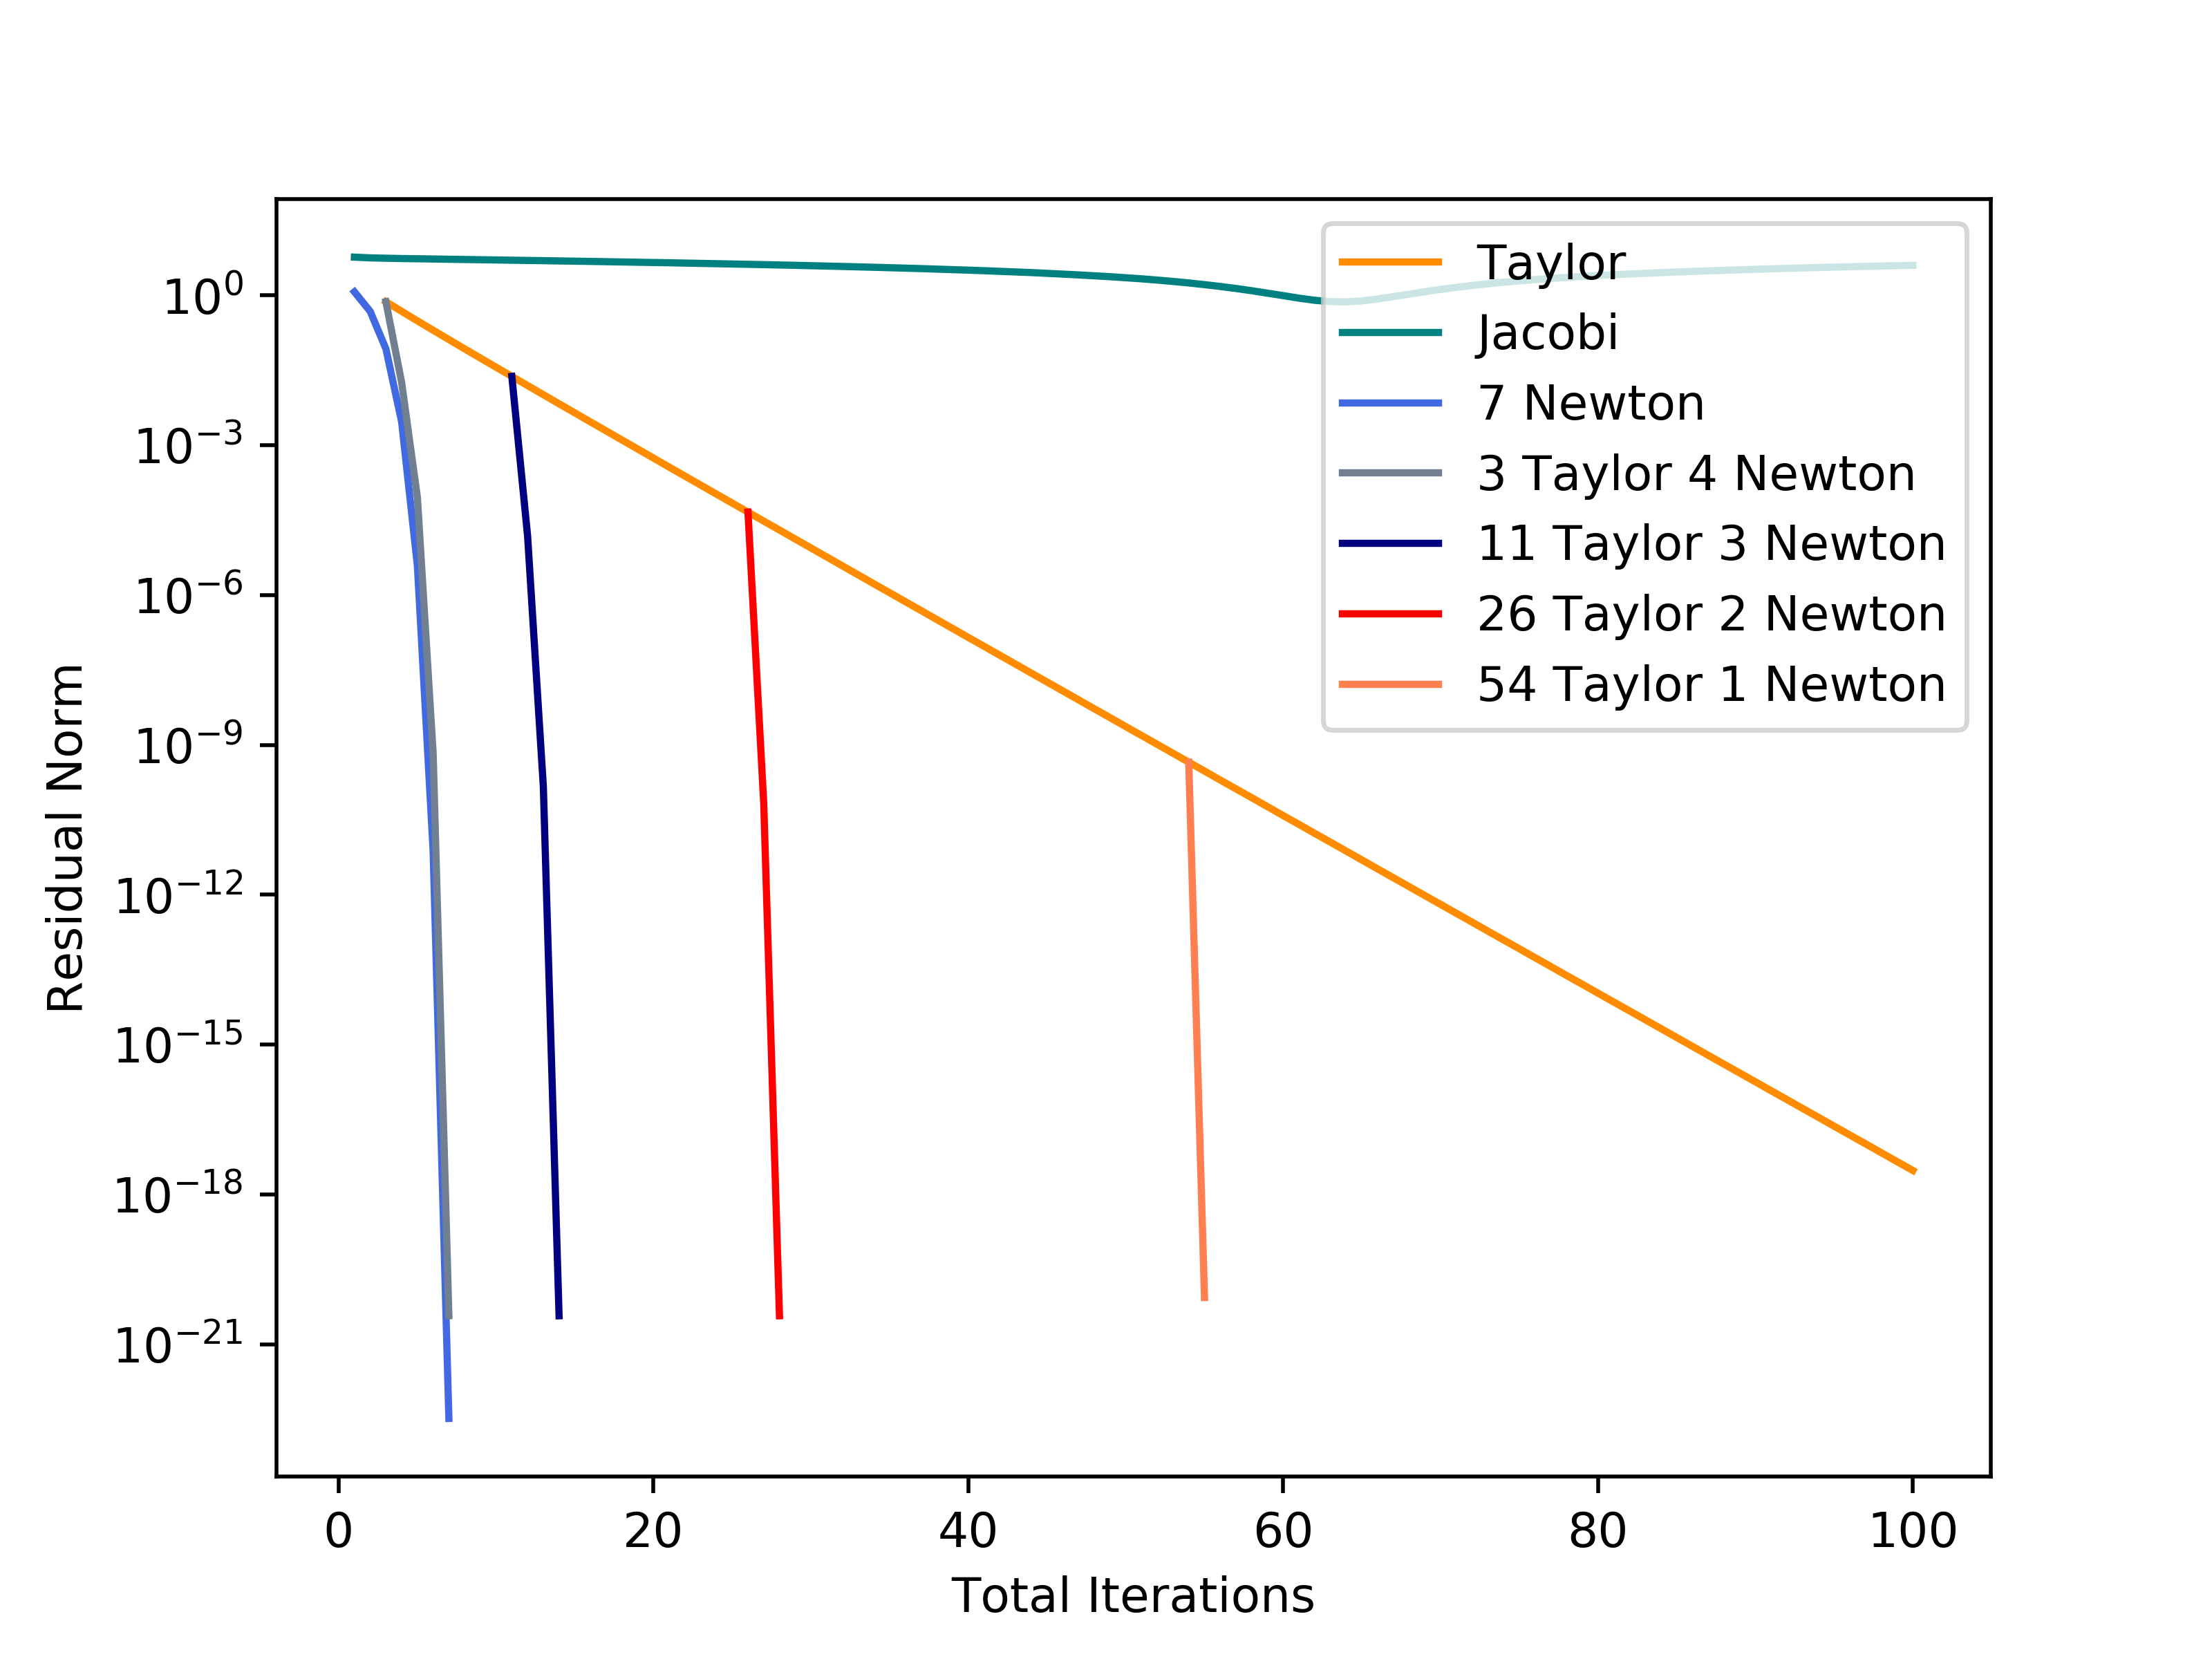 Taylor
Jacobi
7 Newton
3 Taylor 4 Newton
11 Taylor 3 Newton
26 Taylor 2 Newton
54 Taylor 1 Newton
10⁰
10⁻³
10⁻⁶
10⁻⁹
10⁻¹²
10⁻¹⁵
10⁻¹⁸
10⁻²¹
Residual Norm
0 20 40 60 80 100
Total Iterations